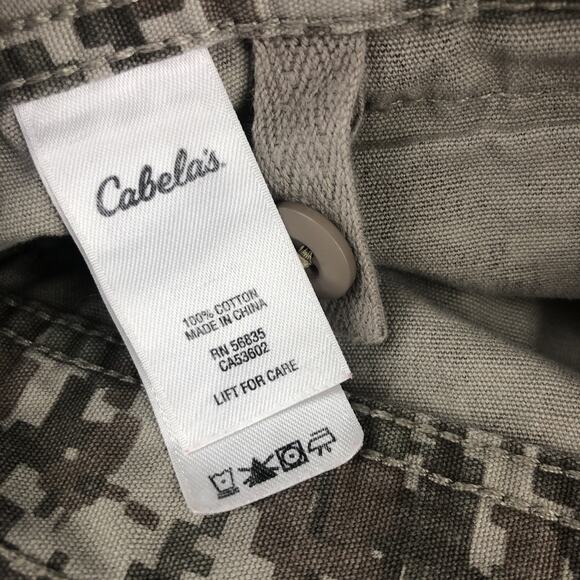 Cabela's.
100% COTTON
MADE IN CHINA
RN 56835
CA53602
LIFT FOR CARE